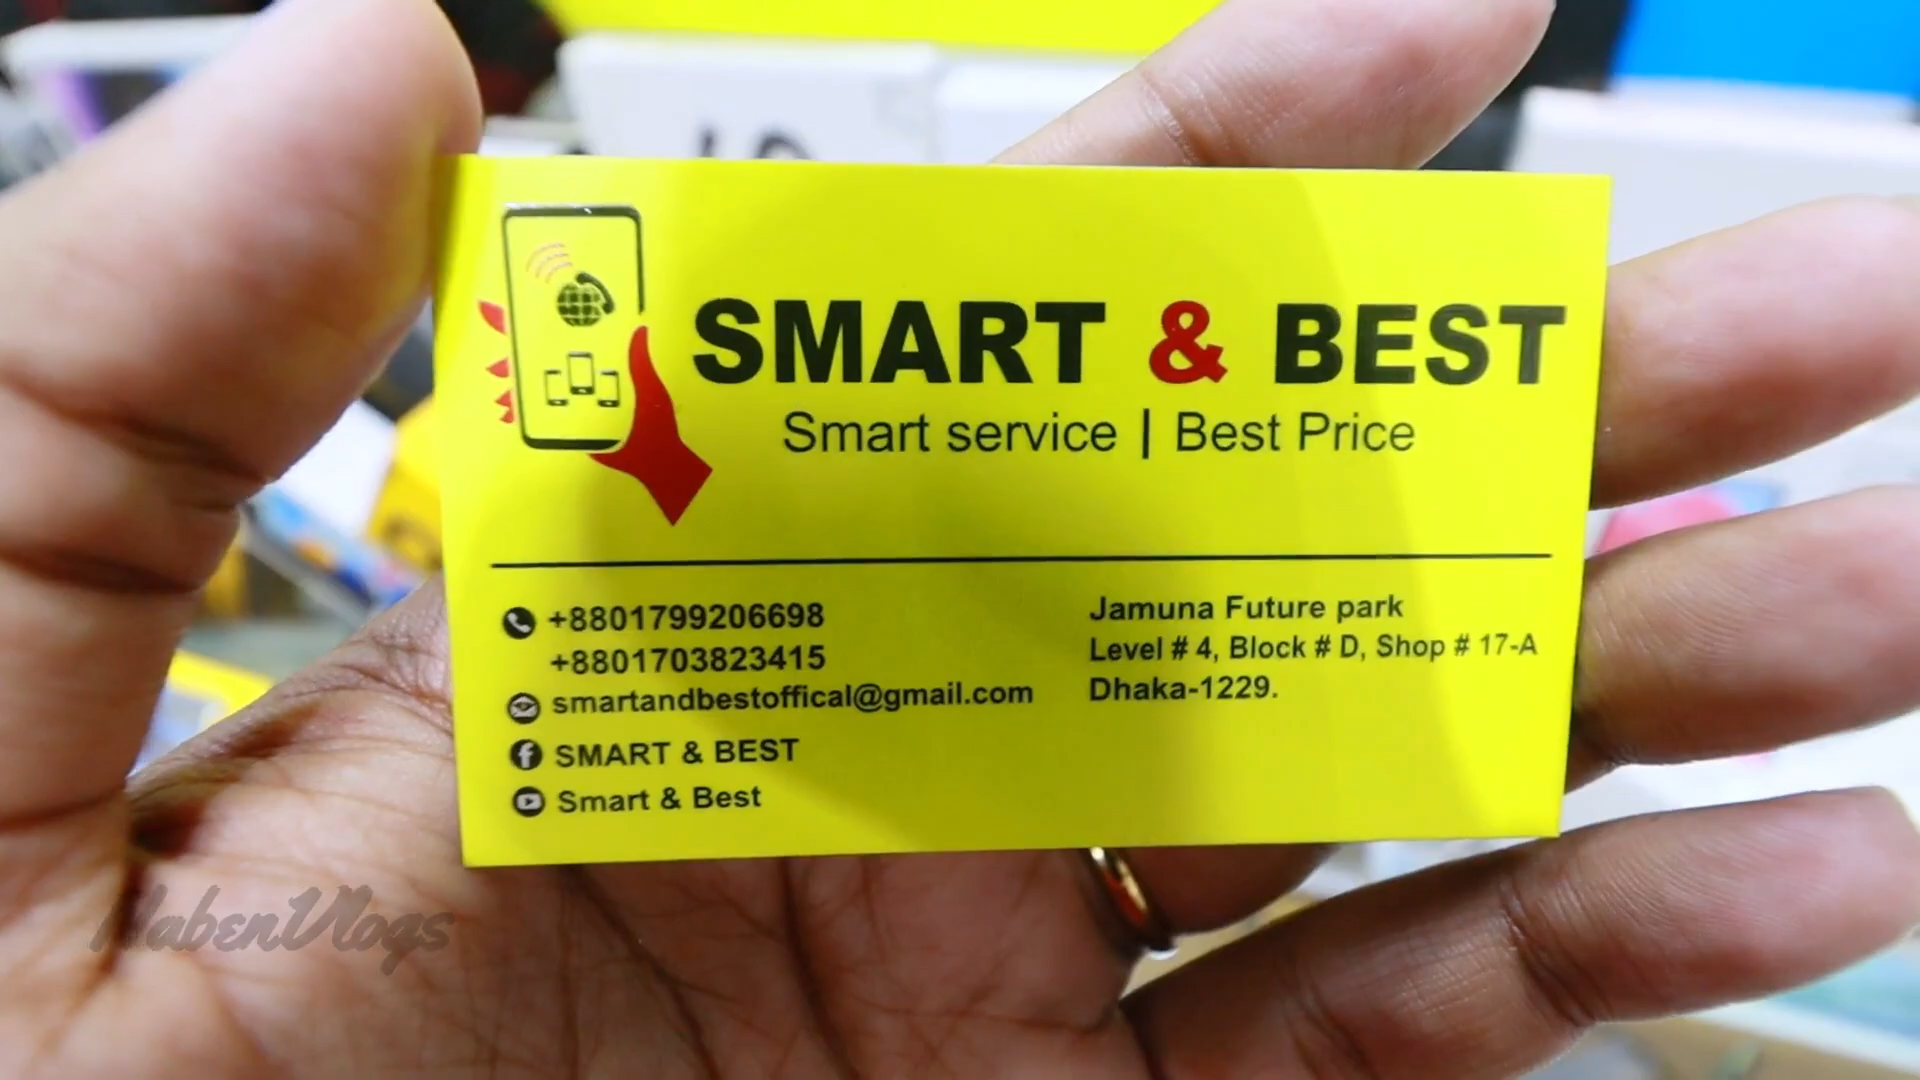 SMART & BEST
Smart service | Best Price
+8801799206698
+8801703823415
smartandbestoffical@gmail.com
SMART & BEST
Smart & Best
Jamuna Future park
Level # 4, Block # D, Shop # 17-A
Dhaka-1229.